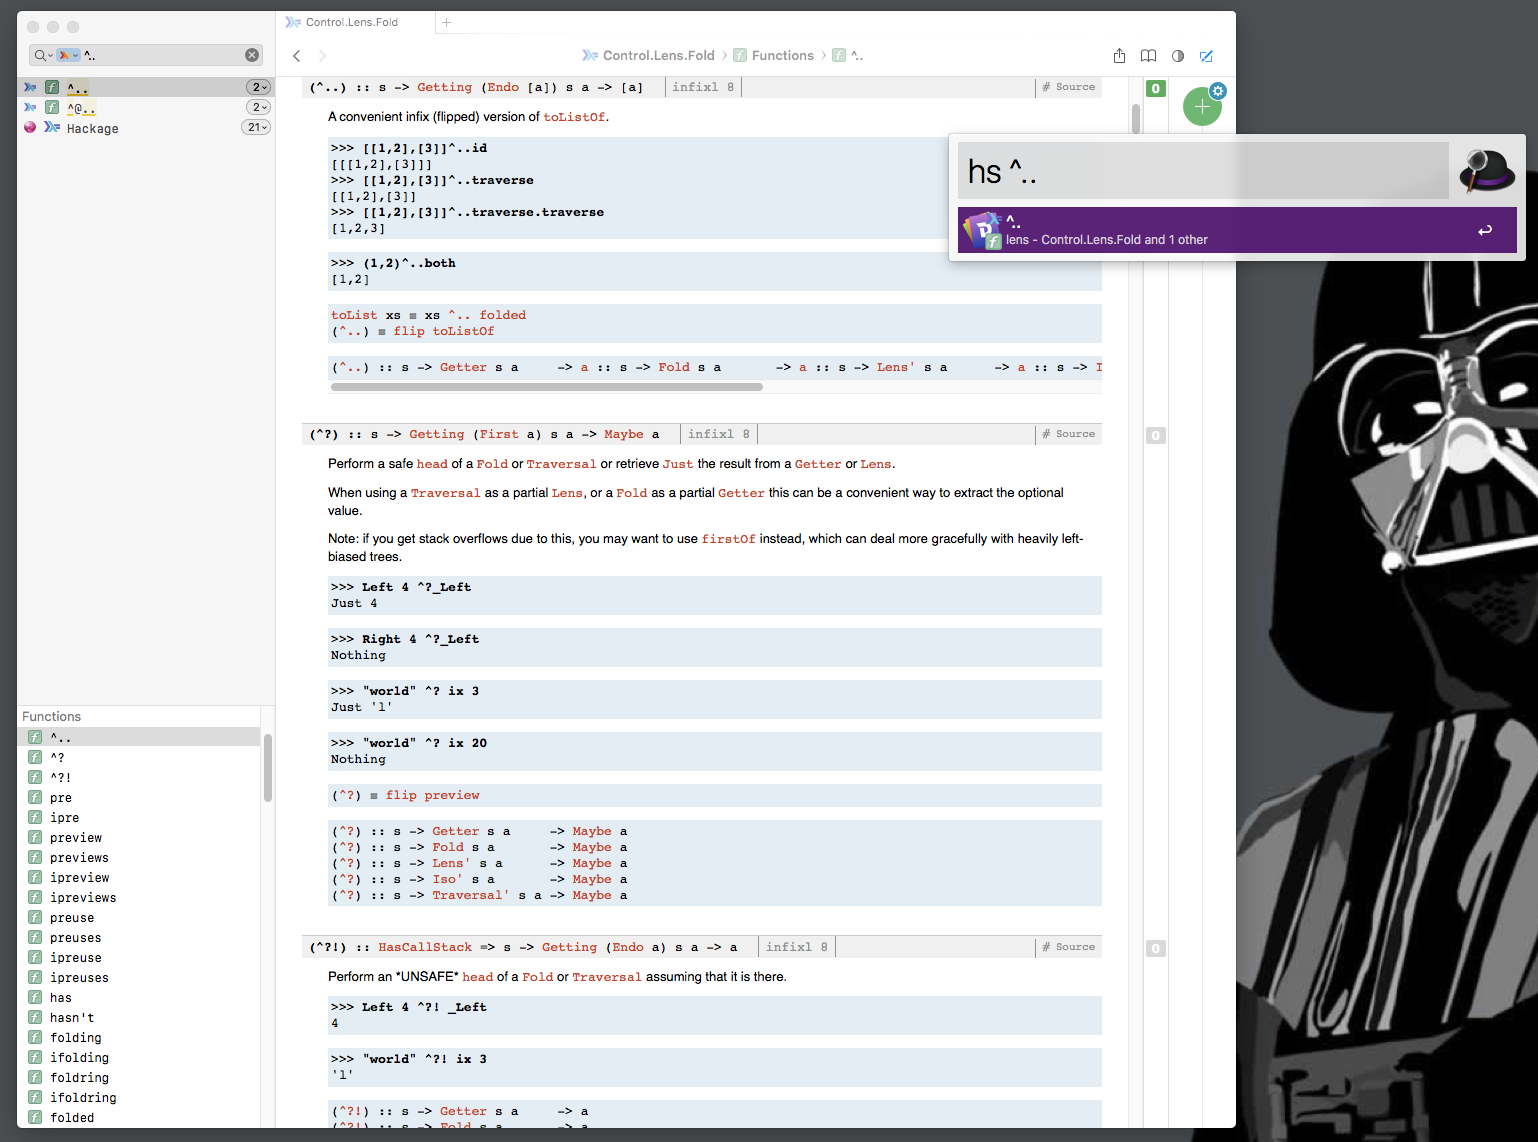 ^..
^.. 2
^@.. 2
Hackage 21
Functions
^..
^?
^?!
pre
ipre
preview
previews
ipreview
ipreviews
preuse
preuses
ipreuse
ipreuses
has
hasn't
folding
ifolding
foldring
ifoldring
folded
Control.Lens.Fold
Control.Lens.Fold › Functions › ^..
(^..) :: s -> Getting (Endo [a]) s a -> [a] infixl 8 # Source
0
A convenient infix (flipped) version of toListOf.
>>> [[1,2],[3]]^..id
[[[1,2],[3]]]
>>> [[1,2],[3]]^..traverse
[[1,2],[3]]
>>> [[1,2],[3]]^..traverse.traverse
[1,2,3]
>>> (1,2)^..both
[1,2]
toList xs ≡ xs ^.. folded
(^..) ≡ flip toListOf
(^..) :: s -> Getter s a -> a :: s -> Fold s a -> a :: s -> Lens' s a -> a :: s -> I
(^?) :: s -> Getting (First a) s a -> Maybe a infixl 8 # Source
0
Perform a safe head of a Fold or Traversal or retrieve Just the result from a Getter or Lens.
When using a Traversal as a partial Lens, or a Fold as a partial Getter this can be a convenient way to extract the optional
value.
Note: if you get stack overflows due to this, you may want to use firstOf instead, which can deal more gracefully with heavily left-
biased trees.
>>> Left 4 ^?_Left
Just 4
>>> Right 4 ^?_Left
Nothing
>>> "world" ^? ix 3
Just 'l'
>>> "world" ^? ix 20
Nothing
(^?) ≡ flip preview
(^?) :: s -> Getter s a -> Maybe a
(^?) :: s -> Fold s a -> Maybe a
(^?) :: s -> Lens' s a -> Maybe a
(^?) :: s -> Iso' s a -> Maybe a
(^?) :: s -> Traversal' s a -> Maybe a
(^?!) :: HasCallStack => s -> Getting (Endo a) s a -> a infixl 8 # Source
0
Perform an *UNSAFE* head of a Fold or Traversal assuming that it is there.
>>> Left 4 ^?! _Left
4
>>> "world" ^?! ix 3
'l'
(^?!) :: s -> Getter s a -> a
(^?!) :: s -> Fold s a -> a
hs ^..
^..
lens - Control.Lens.Fold and 1 other